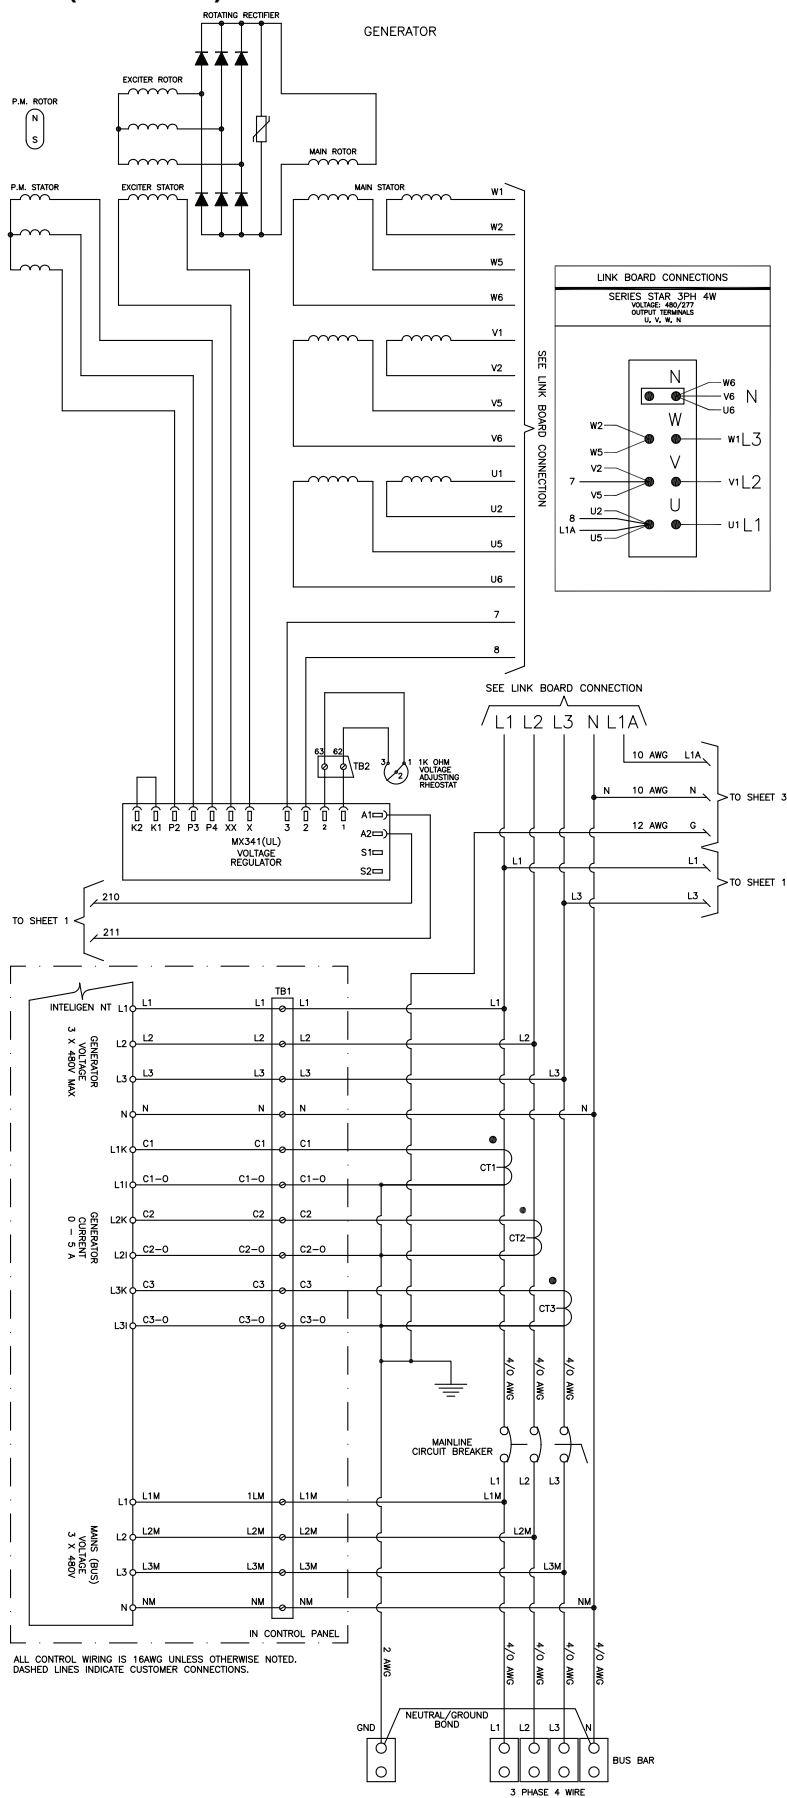 ROTATING RECTIFIER
GENERATOR
EXCITER ROTOR
P.M. ROTOR
N
S
MAIN ROTOR
P.M. STATOR
EXCITER STATOR
MAIN STATOR
W1
W2
W5
W6
V1
V2
V5
V6
U1
U2
U5
U6
7
8
SEE LINK BOARD CONNECTION
LINK BOARD CONNECTIONS
SERIES STAR 3PH 4W
VOLTAGE: 480/277
OUTPUT TERMINALS
U, V, W, N
N
W6
V6 N
U6
W
W2
W1 L3
W5
V
V2
7
V1 L2
V5
U
U2
8
U1 L1
L1A
U5
SEE LINK BOARD CONNECTION
L1 L2 L3 N L1A
63 62
TB2
3 1
2
1K OHM
VOLTAGE
ADJUSTING
RHEOSTAT
10 AWG L1A
N 10 AWG N
TO SHEET 3
12 AWG G
K2 K1 P2 P3 P4 XX X 3 2 2 1
A1
A2
S1
S2
MX341(UL)
VOLTAGE
REGULATOR
L1 L1
TO SHEET 1
L3 L3
210
TO SHEET 1
211
TB1
INTELIGEN NT
L1 L1 L1 L1 L1
GENERATOR
VOLTAGE
3 X 480V MAX
L2 L2 L2 L2 L2
L3 L3 L3 L3 L3
N N N N N
L1K C1 C1 C1
CT1
L1I C1-O C1-O C1-O
GENERATOR
CURRENT
0 - 5 A
L2K C2 C2 C2
CT2
L2I C2-O C2-O C2-O
L3K C3 C3 C3
CT3
L3I C3-O C3-O C3-O
4/0 AWG
4/0 AWG
4/0 AWG
MAINLINE
CIRCUIT BREAKER
L1 L2 L3
L1 L1M 1LM L1M L1M
MAINS (BUS)
VOLTAGE
3 X 480V
L2 L2M L2M L2M L2M
L3 L3M L3M L3M L3M
N NM NM NM NM
IN CONTROL PANEL
ALL CONTROL WIRING IS 16AWG UNLESS OTHERWISE NOTED.
DASHED LINES INDICATE CUSTOMER CONNECTIONS.
2 AWG
4/0 AWG
4/0 AWG
4/0 AWG
4/0 AWG
NEUTRAL/GROUND
BOND
GND
L1 L2 L3 N
BUS BAR
3 PHASE 4 WIRE